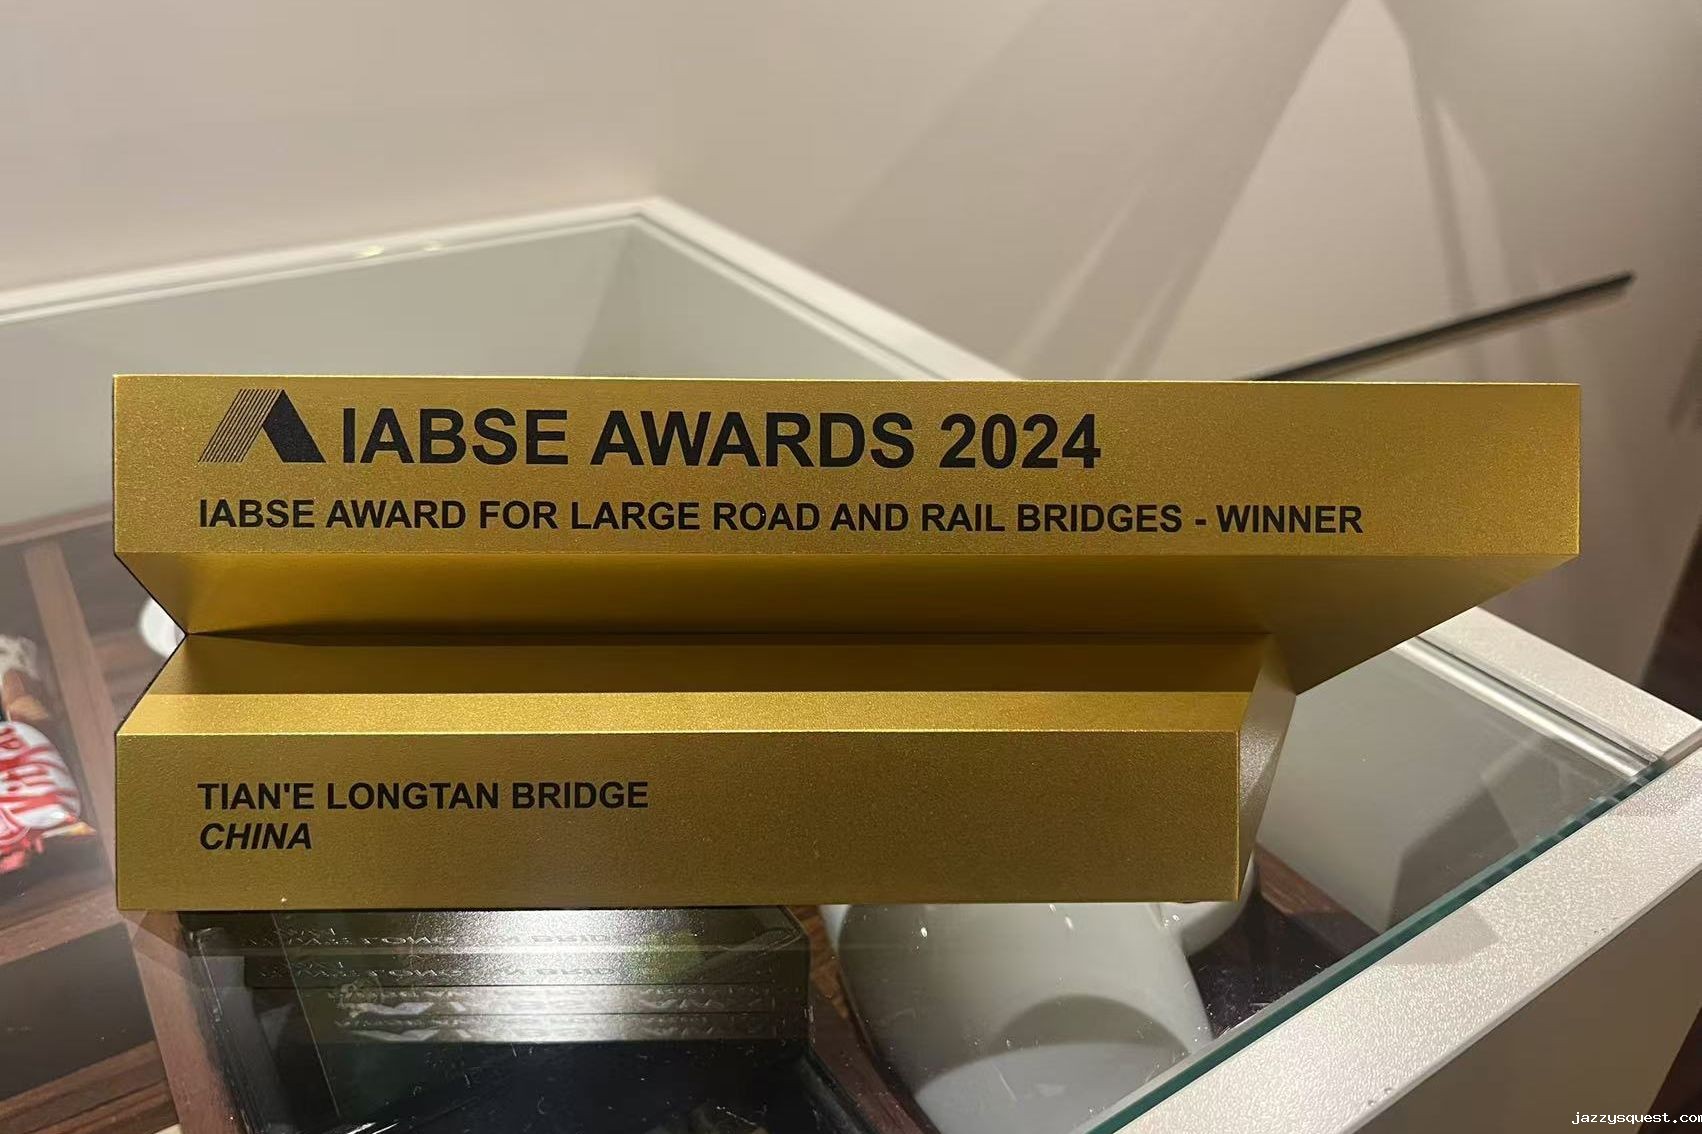 IABSE AWARDS 2024
IABSE AWARD FOR LARGE ROAD AND RAIL BRIDGES - WINNER
TIAN'E LONGTAN BRIDGE
CHINA
jazzysquest.com